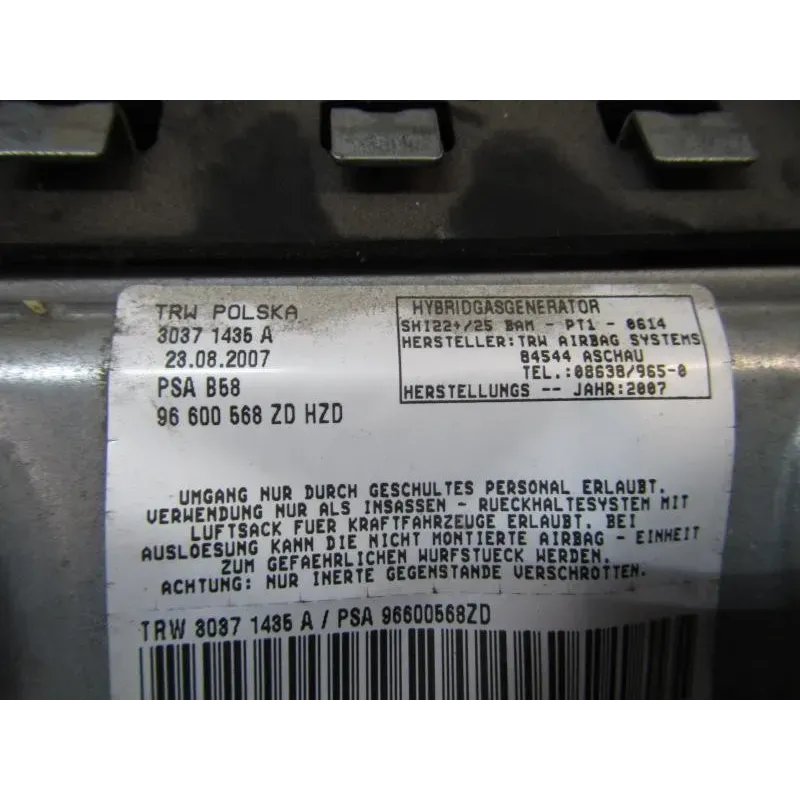 TRW POLSKA
3037 1435 A
23.08.2007
PSA B58
96 600 568 ZD HZD
HYBRIDGASGENERATOR
SHI22+/25 BAM - PT1 - 0614
HERSTELLER:TRW AIRBAG SYSTEMS
84544 ASCHAU
TEL.:08638/965-0
HERSTELLUNGS -- JAHR:2007
UMGANG NUR DURCH GESCHULTES PERSONAL ERLAUBT.
VERWENDUNG NUR ALS INSASSEN - RUECKHALTESYSTEM MIT
LUFTSACK FUER KRAFTFAHRZEUGE ERLAUBT. BEI
AUSLOESUNG KANN DIE NICHT MONTIERTE AIRBAG - EINHEIT
ZUM GEFAEHRLICHEN WURFSTUECK WERDEN.
ACHTUNG: NUR INERTE GEGENSTANDE VERSCHROTTEN.
TRW 3037 1435 A / PSA 96600568ZD